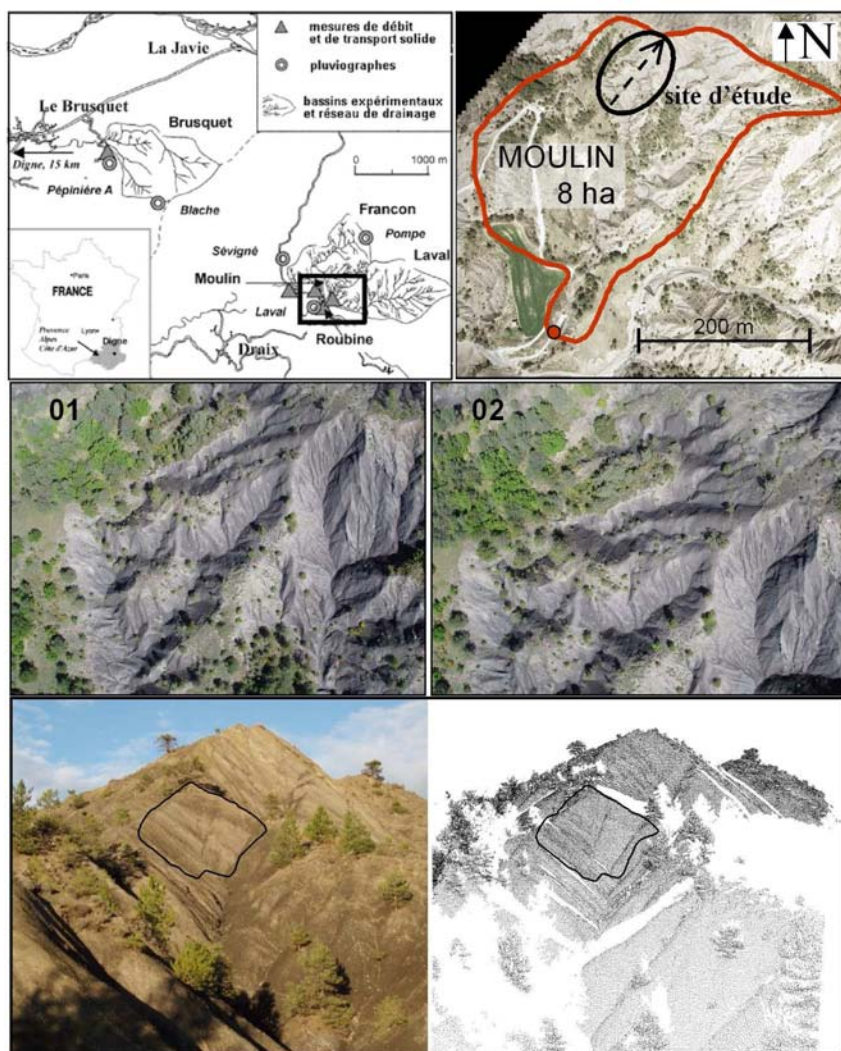 La Javie
mesures de débit
et de transport solide
pluviographes
bassins expérimentaux
et réseau de drainage
0 1000 m
Le Brusquet
Brusquet
Digne, 15 km
Pépinière A
Blache
Francon
Pompe
Sévigné
Laval
Moulin
Laval
Draix
Roubine
Paris
FRANCE
Lyon
Provence
Alpes
Côte d'Azur
Digne
N
site d'étude
MOULIN
8 ha
200 m
01
02